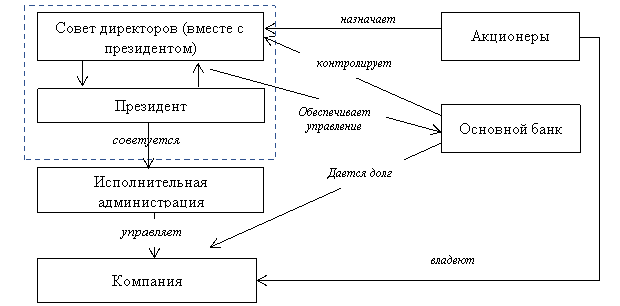 назначает
Совет директоров (вместе с
президентом)
Акционеры
контролирует
Президент
Обеспечивает
управление
Основной банк
советуется
Исполнительная
администрация
Дается долг
управляет
Компания
владеют